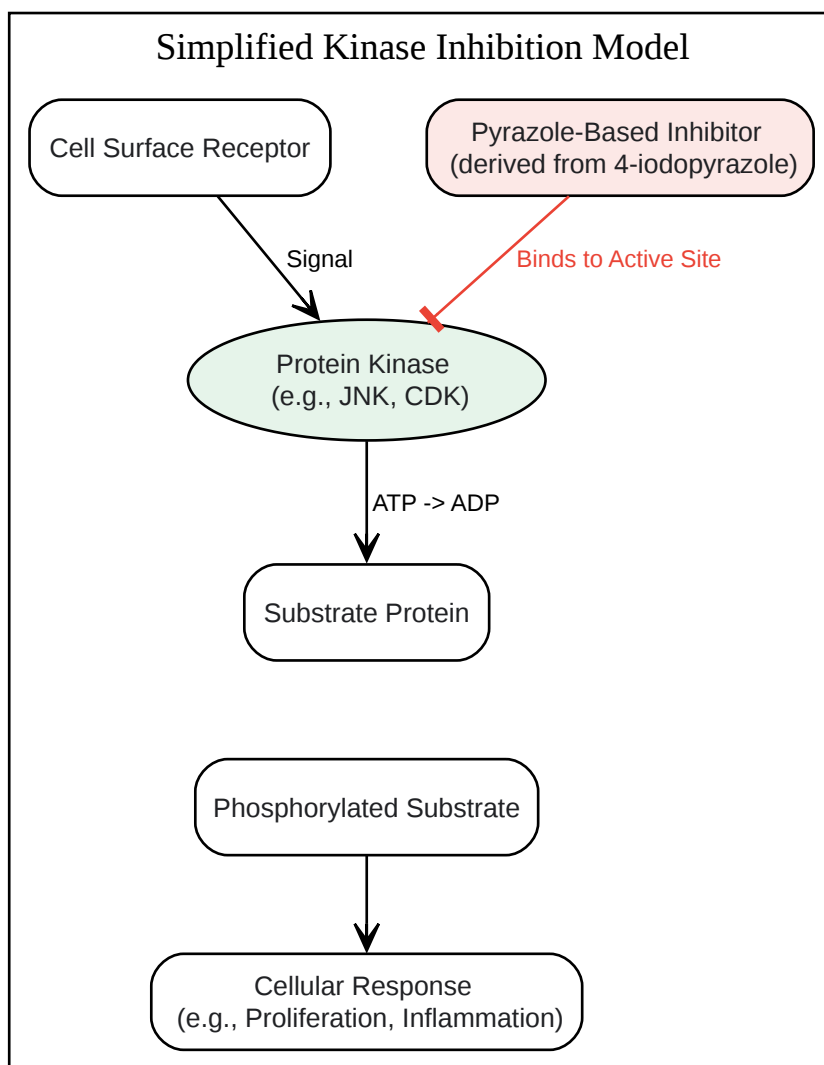 Simplified Kinase Inhibition Model
Cell Surface Receptor
Pyrazole-Based Inhibitor
(derived from 4-iodopyrazole)
Signal
Binds to Active Site
Protein Kinase
(e.g., JNK, CDK)
ATP -> ADP
Substrate Protein
Phosphorylated Substrate
Cellular Response
(e.g., Proliferation, Inflammation)